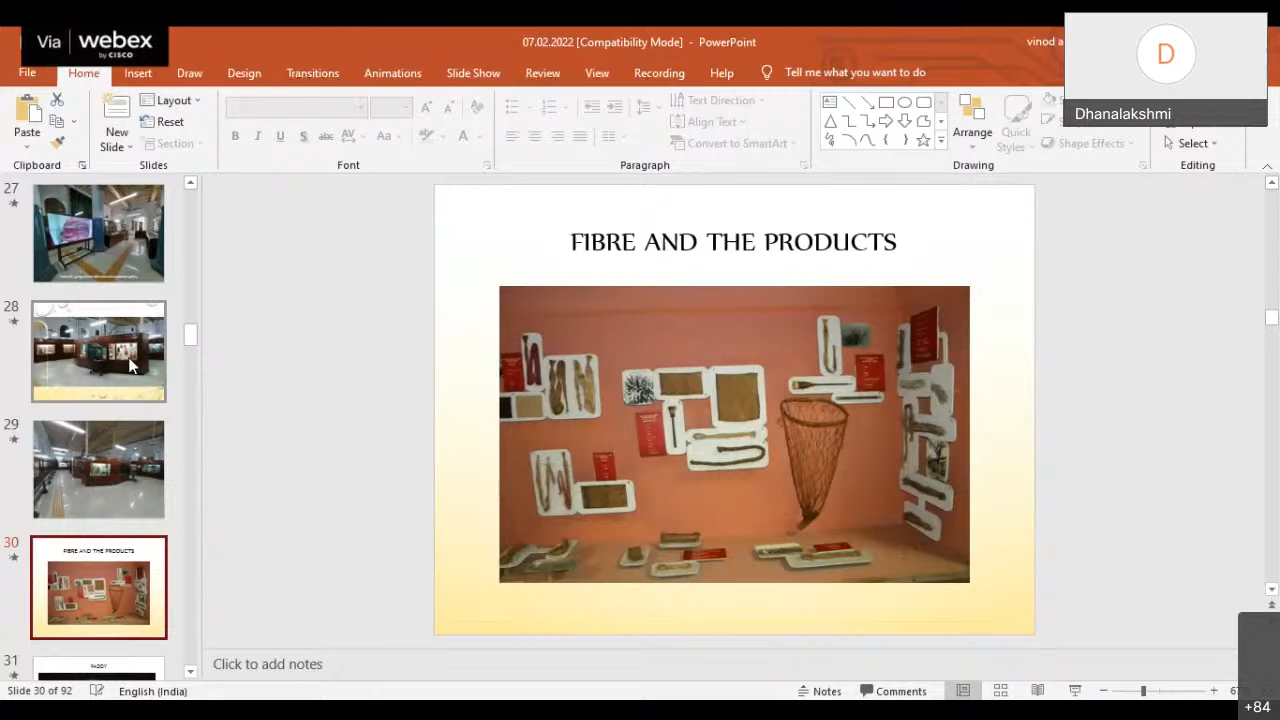 Via webex
by CISCO
07.02.2022 [Compatibility Mode] - PowerPoint
vinod a
D
Dhanalakshmi
File Home Insert Draw Design Transitions Animations Slide Show Review View Recording Help Tell me what you want to do
Paste
New
Slide
Layout
Reset
Section
B I U S abc AV Aa A
Text Direction
Align Text
Convert to SmartArt
Arrange
Quick
Styles
Shape Effects
Select
Clipboard Slides Font Paragraph Drawing Editing
27
28
29
30
FIBRE AND THE PRODUCTS
31
PADDY
FIBRE AND THE PRODUCTS
Click to add notes
Slide 30 of 92 English (India) Notes Comments
+84